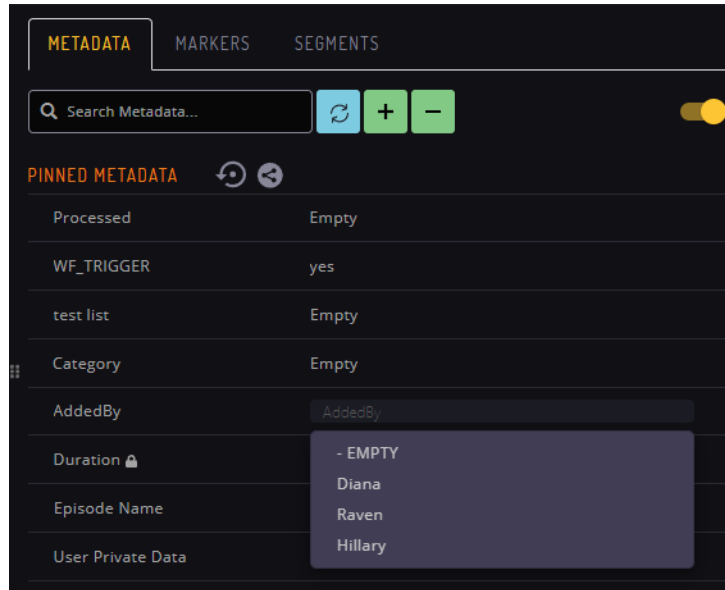 METADATA MARKERS SEGMENTS
Search Metadata...
PINNED METADATA
Processed Empty
WF_TRIGGER yes
test list Empty
Category Empty
AddedBy AddedBy
- EMPTY
Duration
Diana
Raven
Episode Name
Hillary
User Private Data